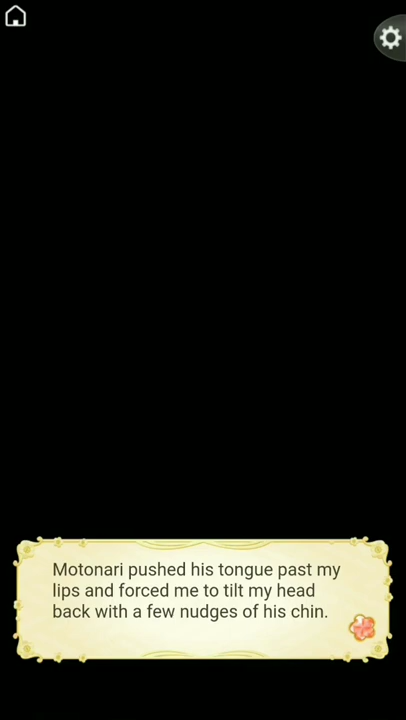 Motonari pushed his tongue past my
lips and forced me to tilt my head
back with a few nudges of his chin.